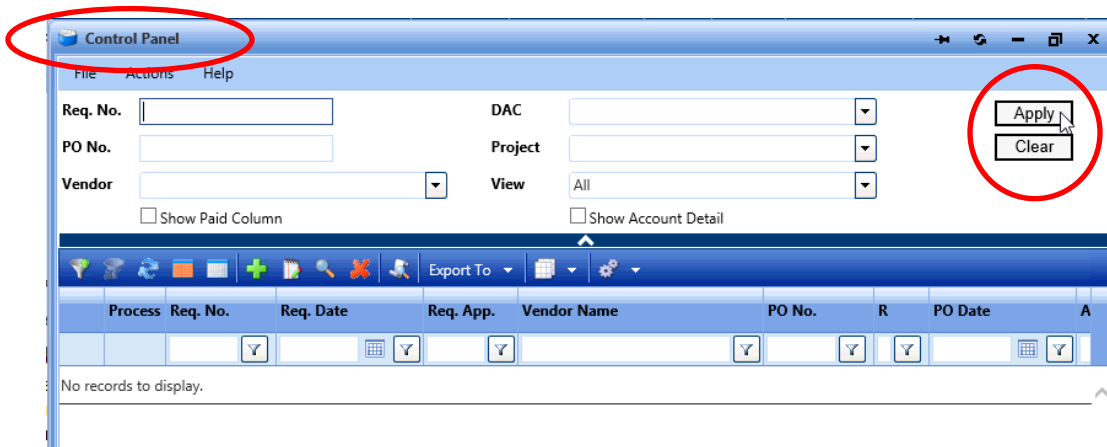 Control Panel
File Actions Help
Req. No. DAC Apply
PO No. Project Clear
Vendor View All
Show Paid Column Show Account Detail
Export To
Process Req. No. Req. Date Req. App. Vendor Name PO No. R PO Date A
No records to display.